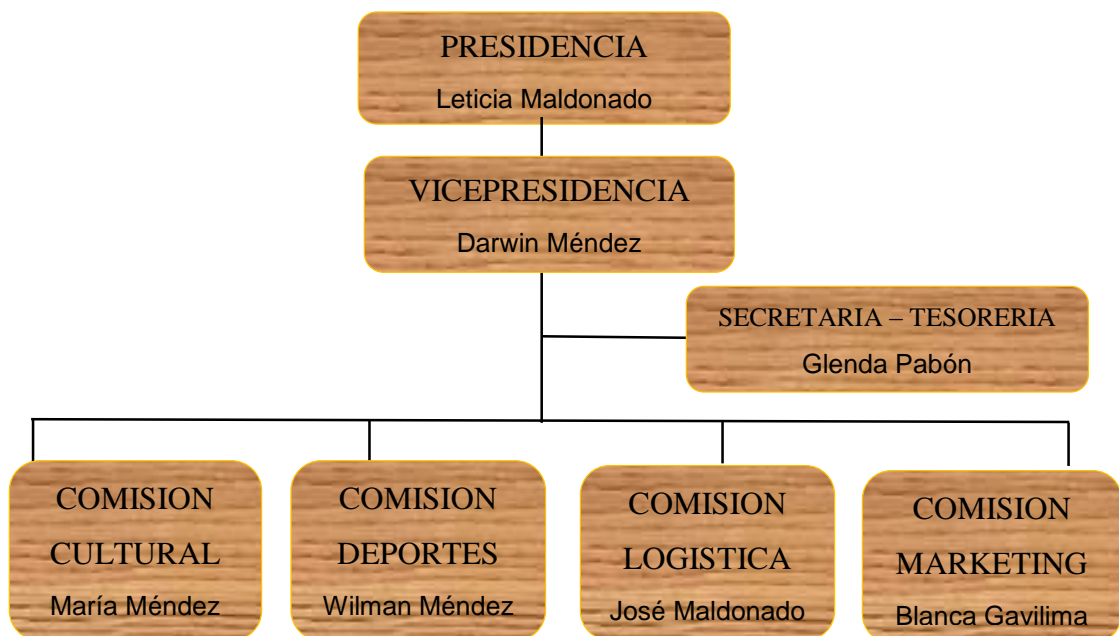 PRESIDENCIA
Leticia Maldonado
VICEPRESIDENCIA
Darwin Méndez
SECRETARIA – TESORERIA
Glenda Pabón
COMISION
CULTURAL
María Méndez
COMISION
DEPORTES
Wilman Méndez
COMISION
LOGISTICA
José Maldonado
COMISION
MARKETING
Blanca Gavilima